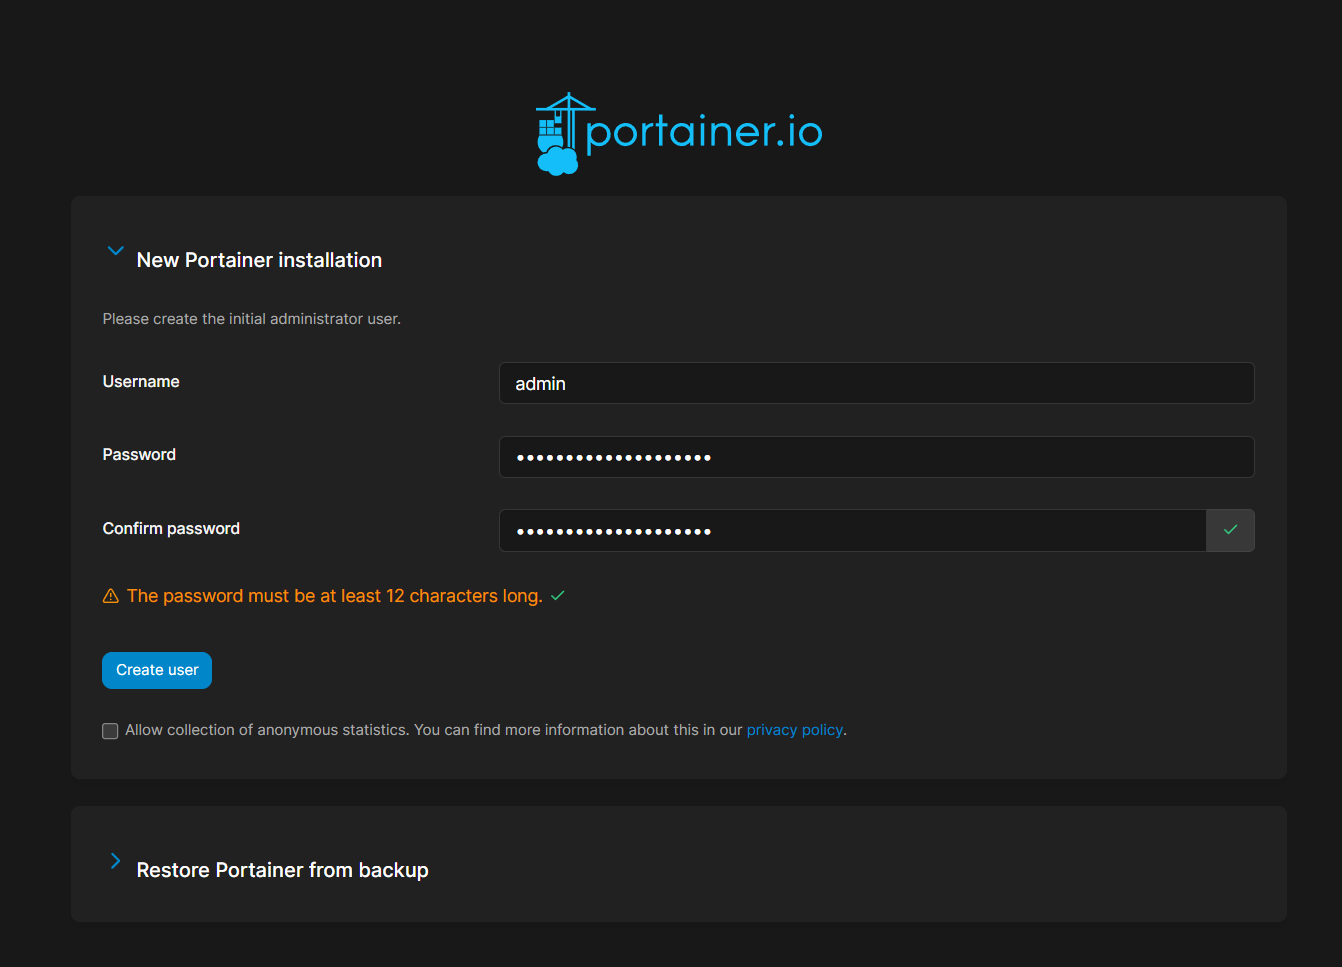 portainer.io
New Portainer installation
Please create the initial administrator user.
Username
admin
Password
••••••••••••••••••••
Confirm password
••••••••••••••••••••
The password must be at least 12 characters long.
Create user
Allow collection of anonymous statistics. You can find more information about this in our privacy policy.
Restore Portainer from backup